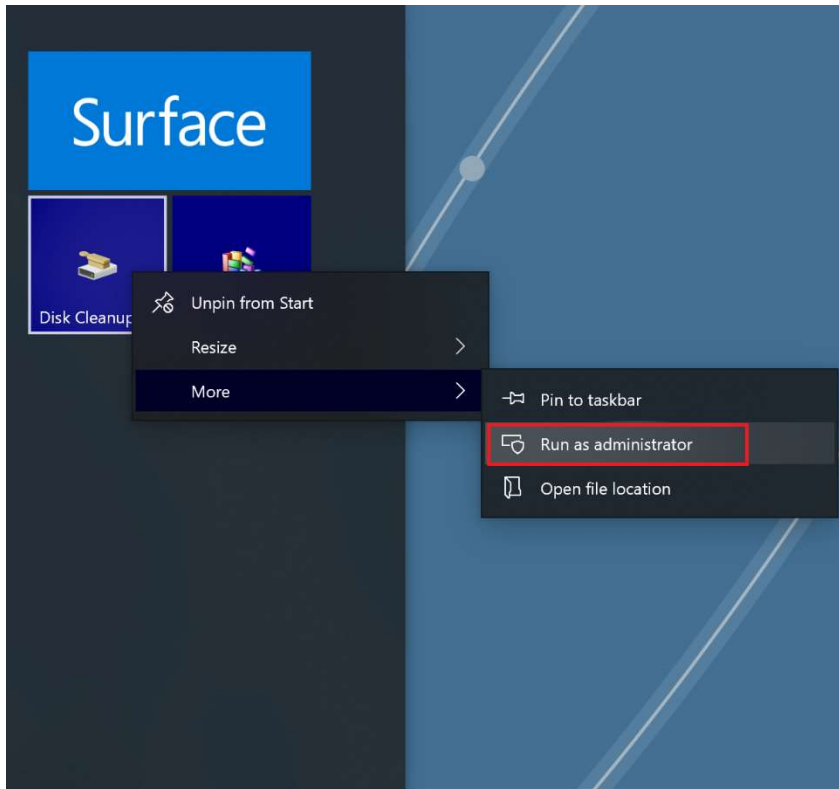 Surface
Disk Cleanup
Unpin from Start
Resize
More
Pin to taskbar
Run as administrator
Open file location